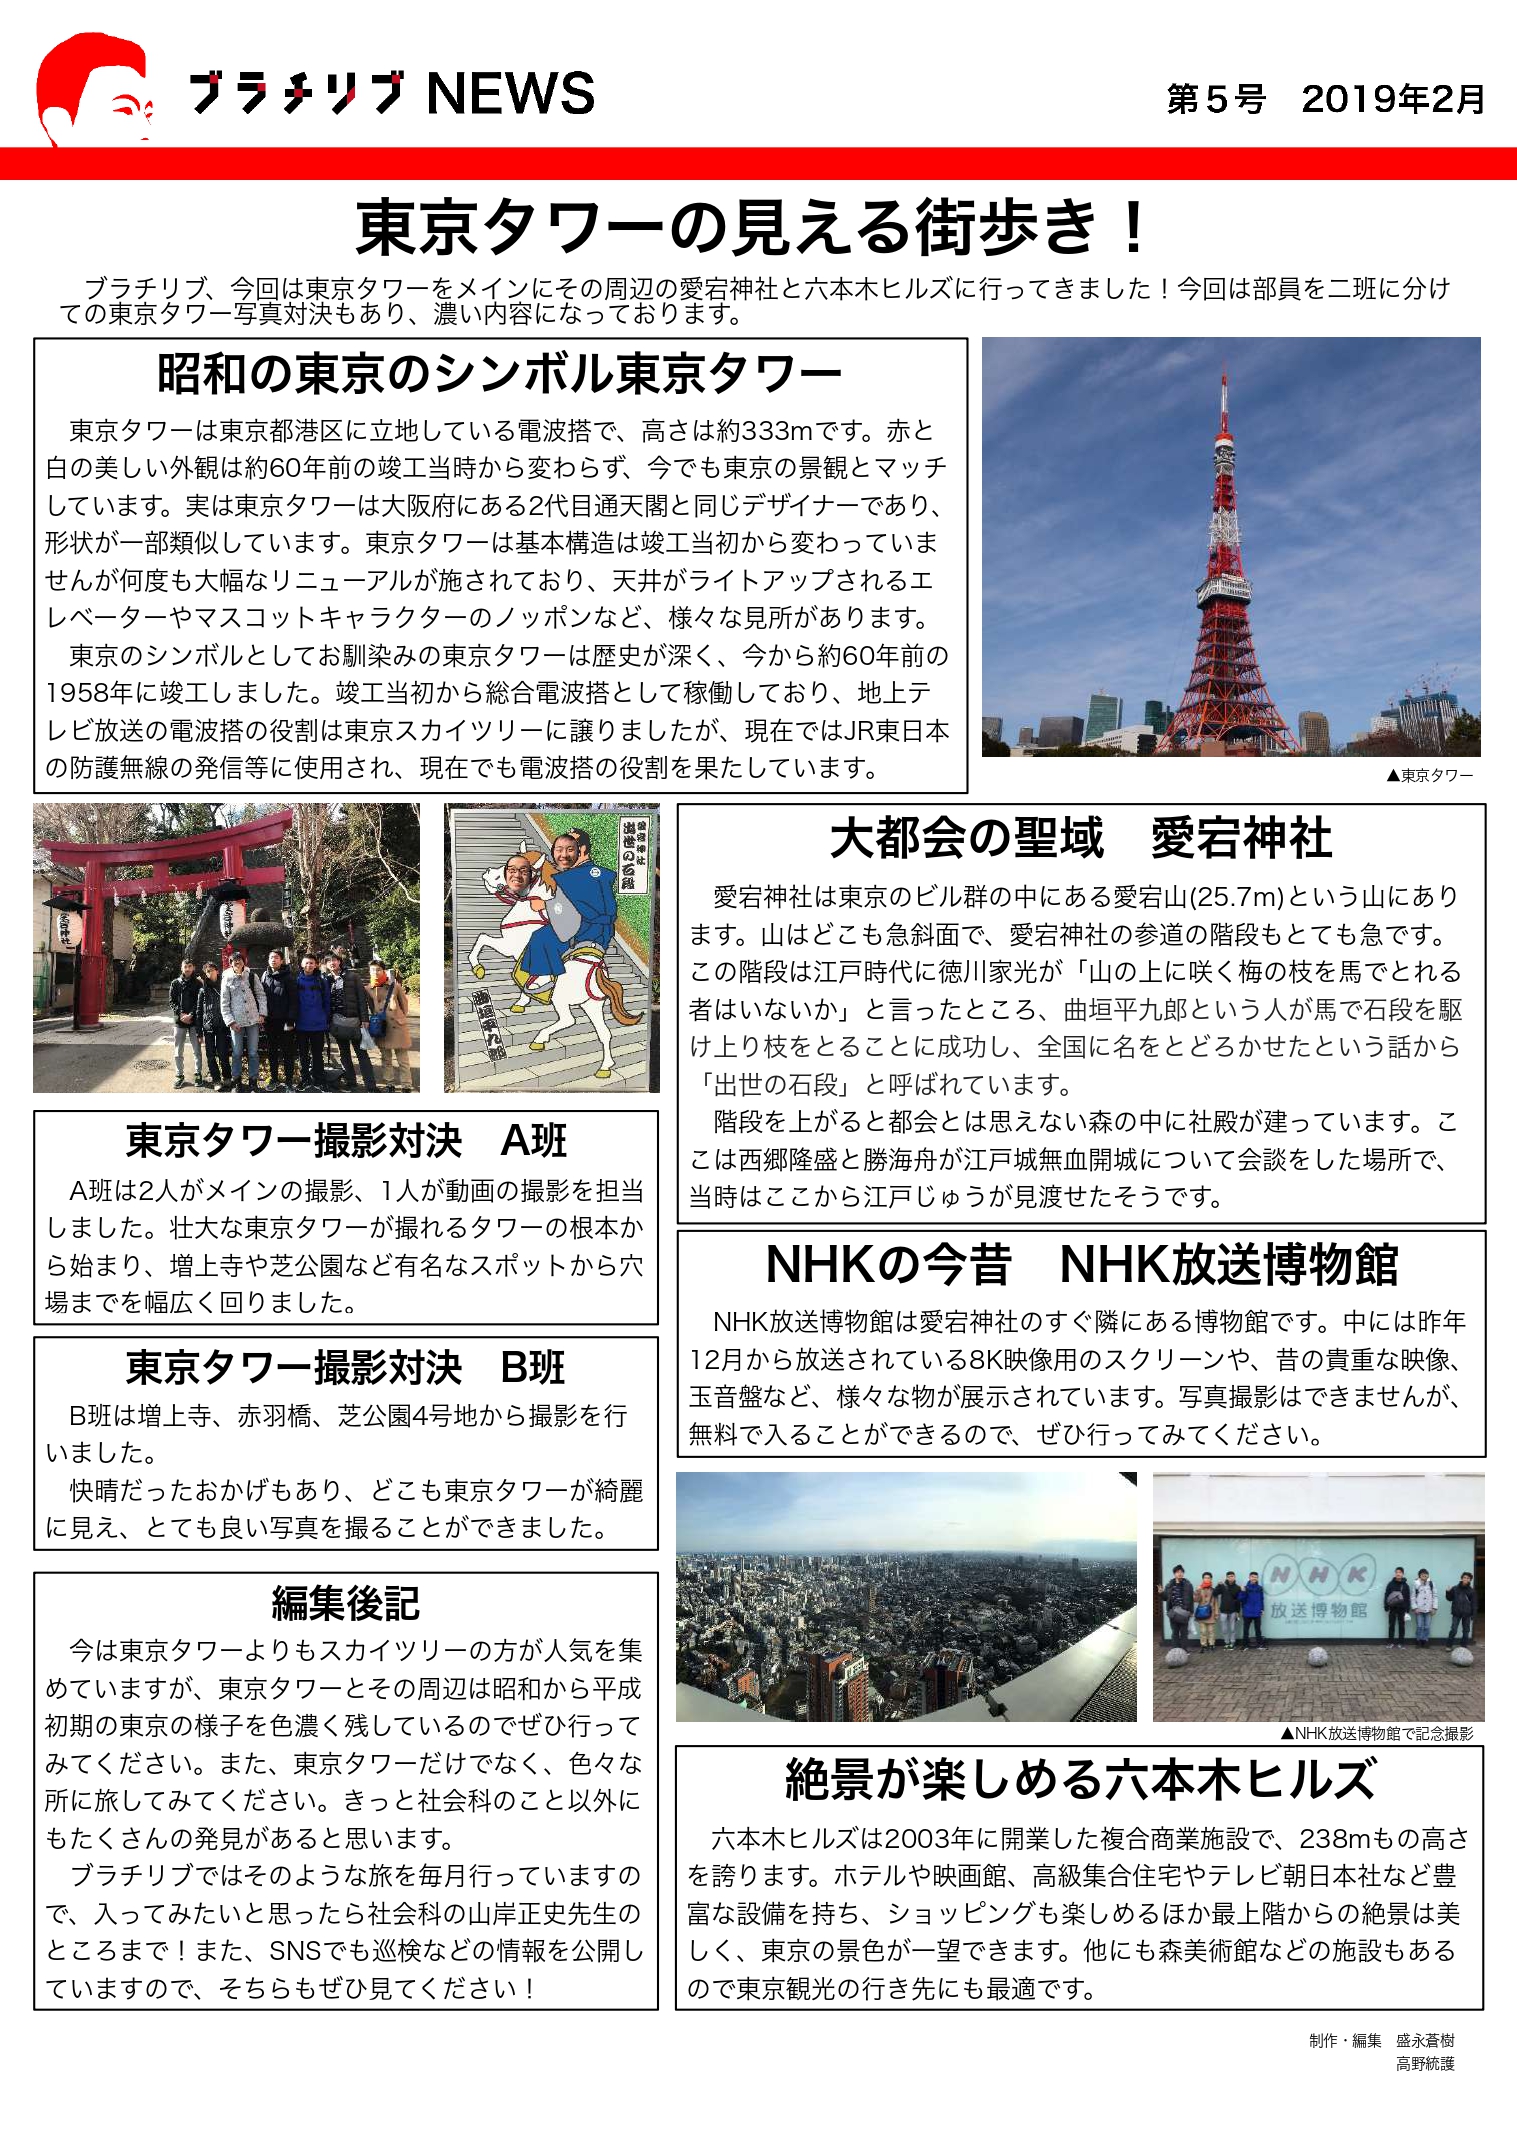 ブラチリブ NEWS
第5号　2019年2月
東京タワーの見える街歩き！
ブラチリブ、今回は東京タワーをメインにその周辺の愛宕神社と六本木ヒルズに行ってきました！今回は部員を二班に分け
ての東京タワー写真対決もあり、濃い内容になっております。
昭和の東京のシンボル東京タワー
東京タワーは東京都港区に立地している電波搭で、高さは約333mです。赤と
白の美しい外観は約60年前の竣工当時から変わらず、今でも東京の景観とマッチ
しています。実は東京タワーは大阪府にある2代目通天閣と同じデザイナーであり、
形状が一部類似しています。東京タワーは基本構造は竣工当初から変わっていま
せんが何度も大幅なリニューアルが施されており、天井がライトアップされるエ
レベーターやマスコットキャラクターのノッポンなど、様々な見所があります。
東京のシンボルとしてお馴染みの東京タワーは歴史が深く、今から約60年前の
1958年に竣工しました。竣工当初から総合電波搭として稼働しており、地上テ
レビ放送の電波搭の役割は東京スカイツリーに譲りましたが、現在ではJR東日本
の防護無線の発信等に使用され、現在でも電波搭の役割を果たしています。
▲東京タワー
愛宕神社
出世の石段
曲垣平九郎
大都会の聖域　愛宕神社
愛宕神社は東京のビル群の中にある愛宕山(25.7m)という山にあり
ます。山はどこも急斜面で、愛宕神社の参道の階段もとても急です。
この階段は江戸時代に徳川家光が「山の上に咲く梅の枝を馬でとれる
者はいないか」と言ったところ、曲垣平九郎という人が馬で石段を駆
け上り枝をとることに成功し、全国に名をとどろかせたという話から
「出世の石段」と呼ばれています。
階段を上がると都会とは思えない森の中に社殿が建っています。こ
こは西郷隆盛と勝海舟が江戸城無血開城について会談をした場所で、
当時はここから江戸じゅうが見渡せたそうです。
東京タワー撮影対決　A班
A班は2人がメインの撮影、1人が動画の撮影を担当
しました。壮大な東京タワーが撮れるタワーの根本か
ら始まり、増上寺や芝公園など有名なスポットから穴
場までを幅広く回りました。
東京タワー撮影対決　B班
B班は増上寺、赤羽橋、芝公園4号地から撮影を行
いました。
快晴だったおかげもあり、どこも東京タワーが綺麗
に見え、とても良い写真を撮ることができました。
NHKの今昔　NHK放送博物館
NHK放送博物館は愛宕神社のすぐ隣にある博物館です。中には昨年
12月から放送されている8K映像用のスクリーンや、昔の貴重な映像、
玉音盤など、様々な物が展示されています。写真撮影はできませんが、
無料で入ることができるので、ぜひ行ってみてください。
NHK
放送博物館
▲NHK放送博物館で記念撮影
編集後記
今は東京タワーよりもスカイツリーの方が人気を集
めていますが、東京タワーとその周辺は昭和から平成
初期の東京の様子を色濃く残しているのでぜひ行って
みてください。また、東京タワーだけでなく、色々な
所に旅してみてください。きっと社会科のこと以外に
もたくさんの発見があると思います。
ブラチリブではそのような旅を毎月行っていますの
で、入ってみたいと思ったら社会科の山岸正史先生の
ところまで！また、SNSでも巡検などの情報を公開し
ていますので、そちらもぜひ見てください！
絶景が楽しめる六本木ヒルズ
六本木ヒルズは2003年に開業した複合商業施設で、238mもの高さ
を誇ります。ホテルや映画館、高級集合住宅やテレビ朝日本社など豊
富な設備を持ち、ショッピングも楽しめるほか最上階からの絶景は美
しく、東京の景色が一望できます。他にも森美術館などの施設もある
ので東京観光の行き先にも最適です。
制作・編集　盛永蒼樹
高野統護